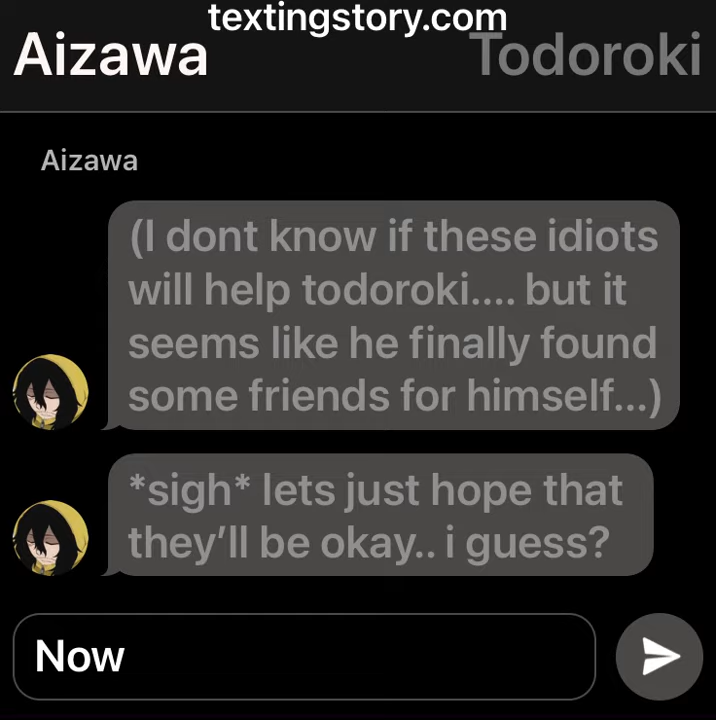 textingstory.com
Aizawa Todoroki
Aizawa
(I dont know if these idiots
will help todoroki.... but it
seems like he finally found
some friends for himself...)
*sigh* lets just hope that
they’ll be okay.. i guess?
Now